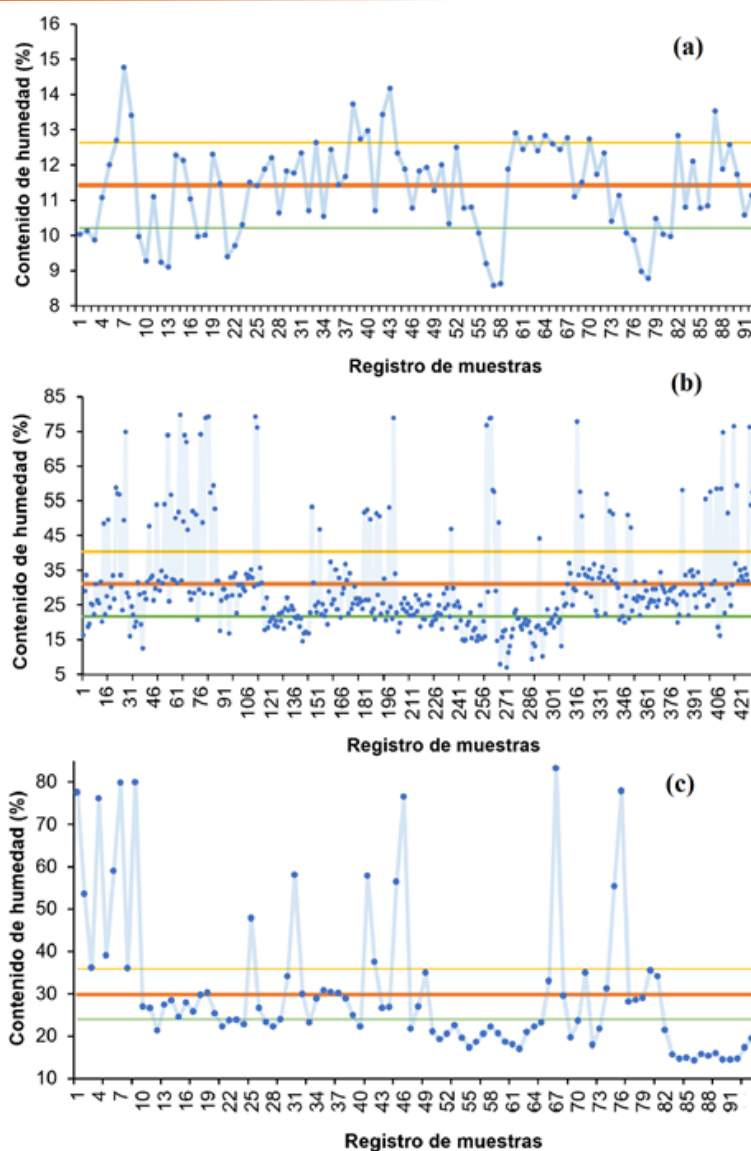 (a)
Contenido de humedad (%)
16
15
14
13
12
11
10
9
8
1 4 7 10 13 16 19 22 25 28 31 34 37 40 43 46 49 52 55 58 61 64 67 70 73 76 79 82 85 88 91
Registro de muestras
(b)
Contenido de humedad (%)
85
75
65
55
45
35
25
15
5
1 16 31 46 61 76 91 106 121 136 151 166 181 196 211 226 241 256 271 286 301 316 331 346 361 376 391 406 421
Registro de muestras
(c)
Contenido de humedad (%)
80
70
60
50
40
30
20
10
1 4 7 10 13 16 19 22 25 28 31 34 37 40 43 46 49 52 55 58 61 64 67 70 73 76 79 82 85 88 91
Registro de muestras